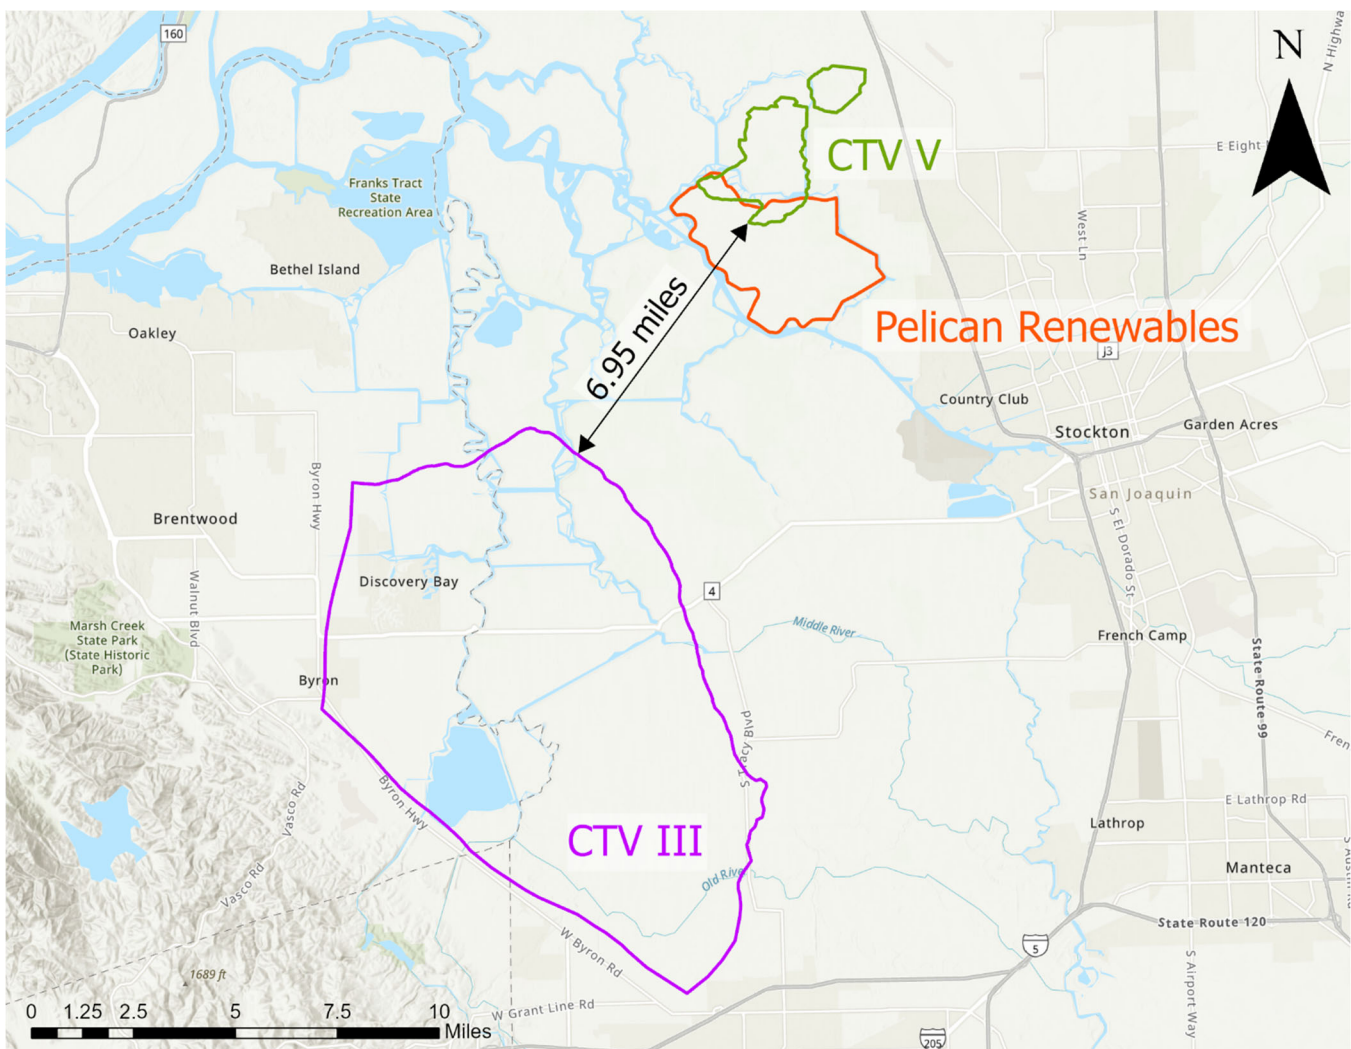 160
N
N Highwa
CTV V
E Eight
Franks Tract
State
Recreation Area
West Ln
Bethel Island
6.95 miles
Oakley
Pelican Renewables
J3
Country Club
Stockton
Garden Acres
San Joaquin
Byron Hwy
Brentwood
S El Dorado St
Walnut Blvd
Discovery Bay
4
Marsh Creek
State Park
(State Historic
Park)
Middle River
French Camp
Byron
State Route 99
Fren
S Tracy Blvd
Byron Hwy
Vasco Rd
E Lathrop Rd
CTV III
Lathrop
Manteca
Old River
Vasco Rd
State Route 120
W Byron Rd
5
1689 ft
S Airport Way
0 1.25 2.5 5 7.5 10
Miles
W Grant Line Rd
205